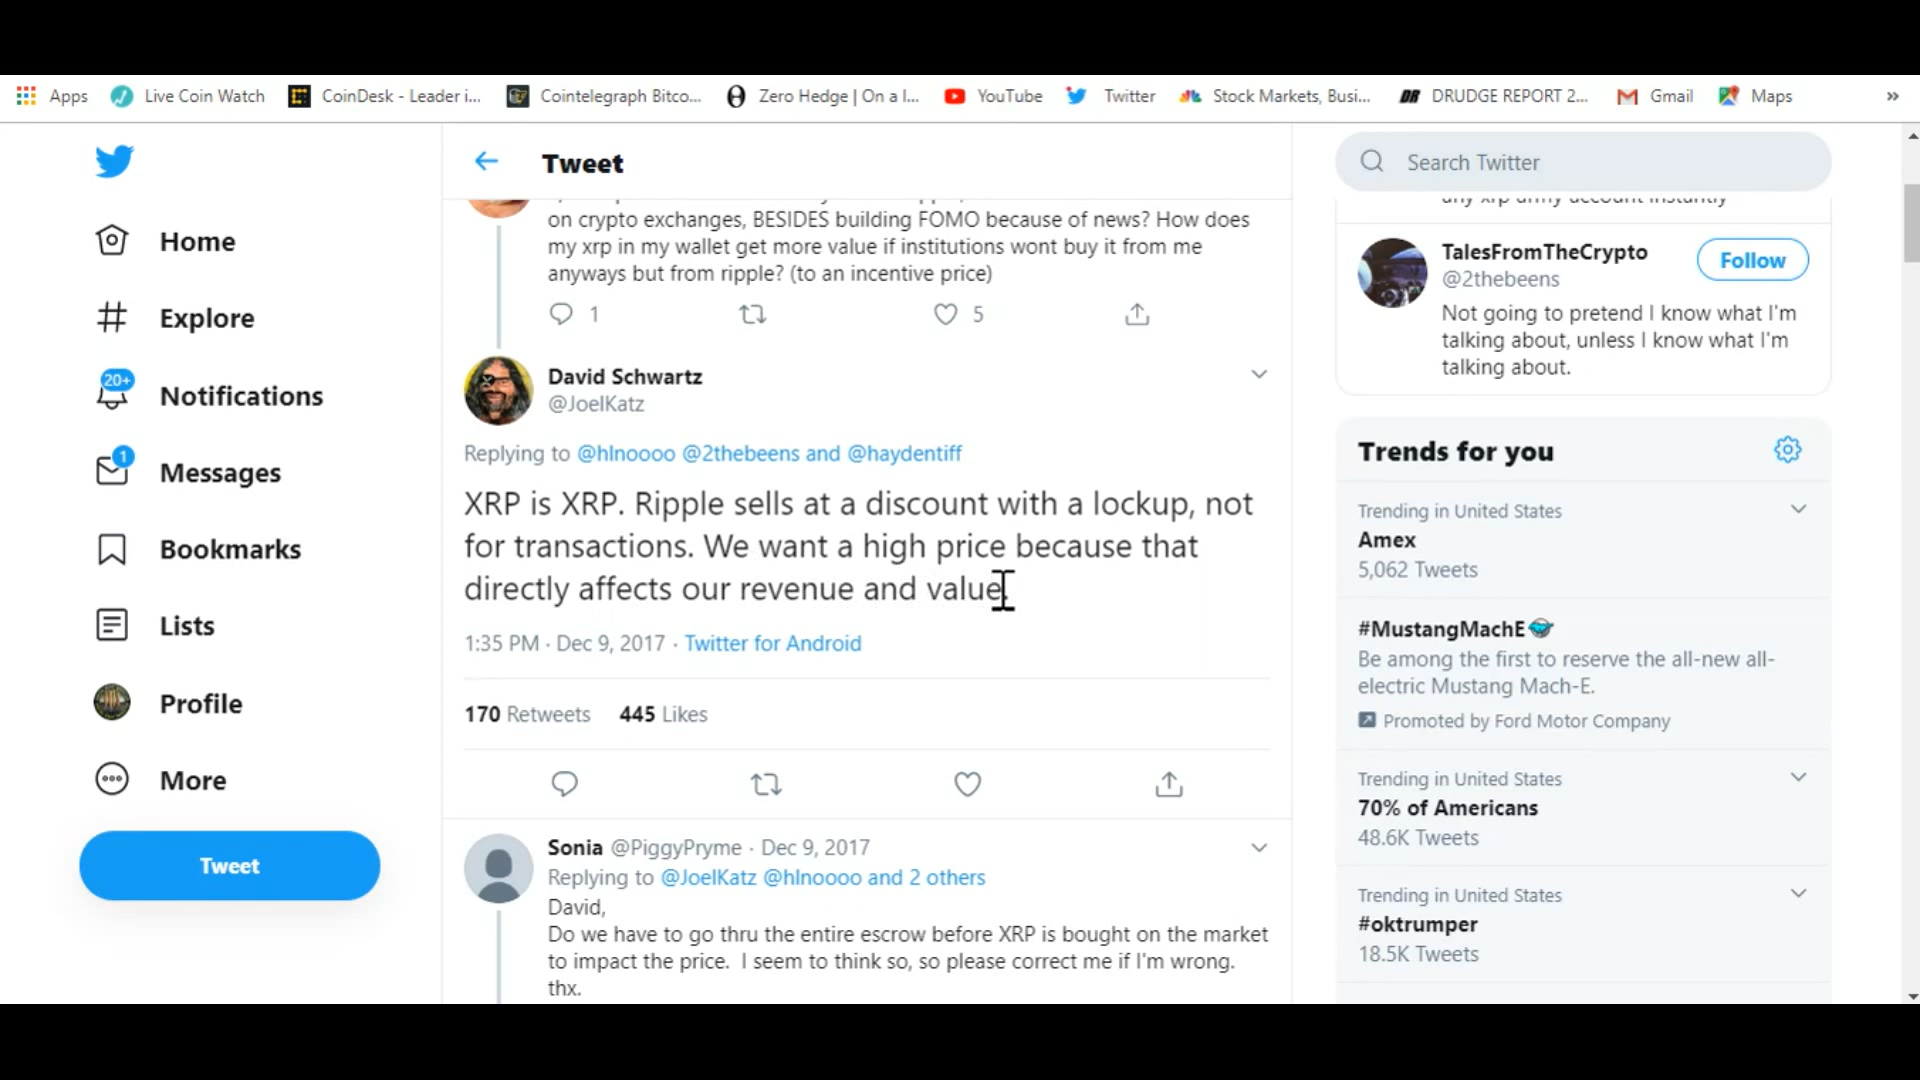 Apps Live Coin Watch CoinDesk - Leader i... Cointelegraph Bitco... Zero Hedge | On a l... YouTube Twitter Stock Markets, Busi... DRUDGE REPORT 2... Gmail Maps »
Tweet
Search Twitter
Home
Explore
20+
Notifications
1
Messages
Bookmarks
Lists
Profile
More
Tweet
on crypto exchanges, BESIDES building FOMO because of news? How does
my xrp in my wallet get more value if institutions wont buy it from me
anyways but from ripple? (to an incentive price)
1 5
David Schwartz
@JoelKatz
Replying to @hlnoooo @2thebeens and @haydentiff
XRP is XRP. Ripple sells at a discount with a lockup, not
for transactions. We want a high price because that
directly affects our revenue and value.
1:35 PM · Dec 9, 2017 · Twitter for Android
170 Retweets 445 Likes
Sonia @PiggyPryme · Dec 9, 2017
Replying to @JoelKatz @hlnoooo and 2 others
David,
Do we have to go thru the entire escrow before XRP is bought on the market
to impact the price. I seem to think so, so please correct me if I'm wrong.
thx.
any xrp army account instantly
TalesFromTheCrypto
@2thebeens
Follow
Not going to pretend I know what I'm
talking about, unless I know what I'm
talking about.
Trends for you
Trending in United States
Amex
5,062 Tweets
#MustangMachE
Be among the first to reserve the all-new all-
electric Mustang Mach-E.
Promoted by Ford Motor Company
Trending in United States
70% of Americans
48.6K Tweets
Trending in United States
#oktrumper
18.5K Tweets